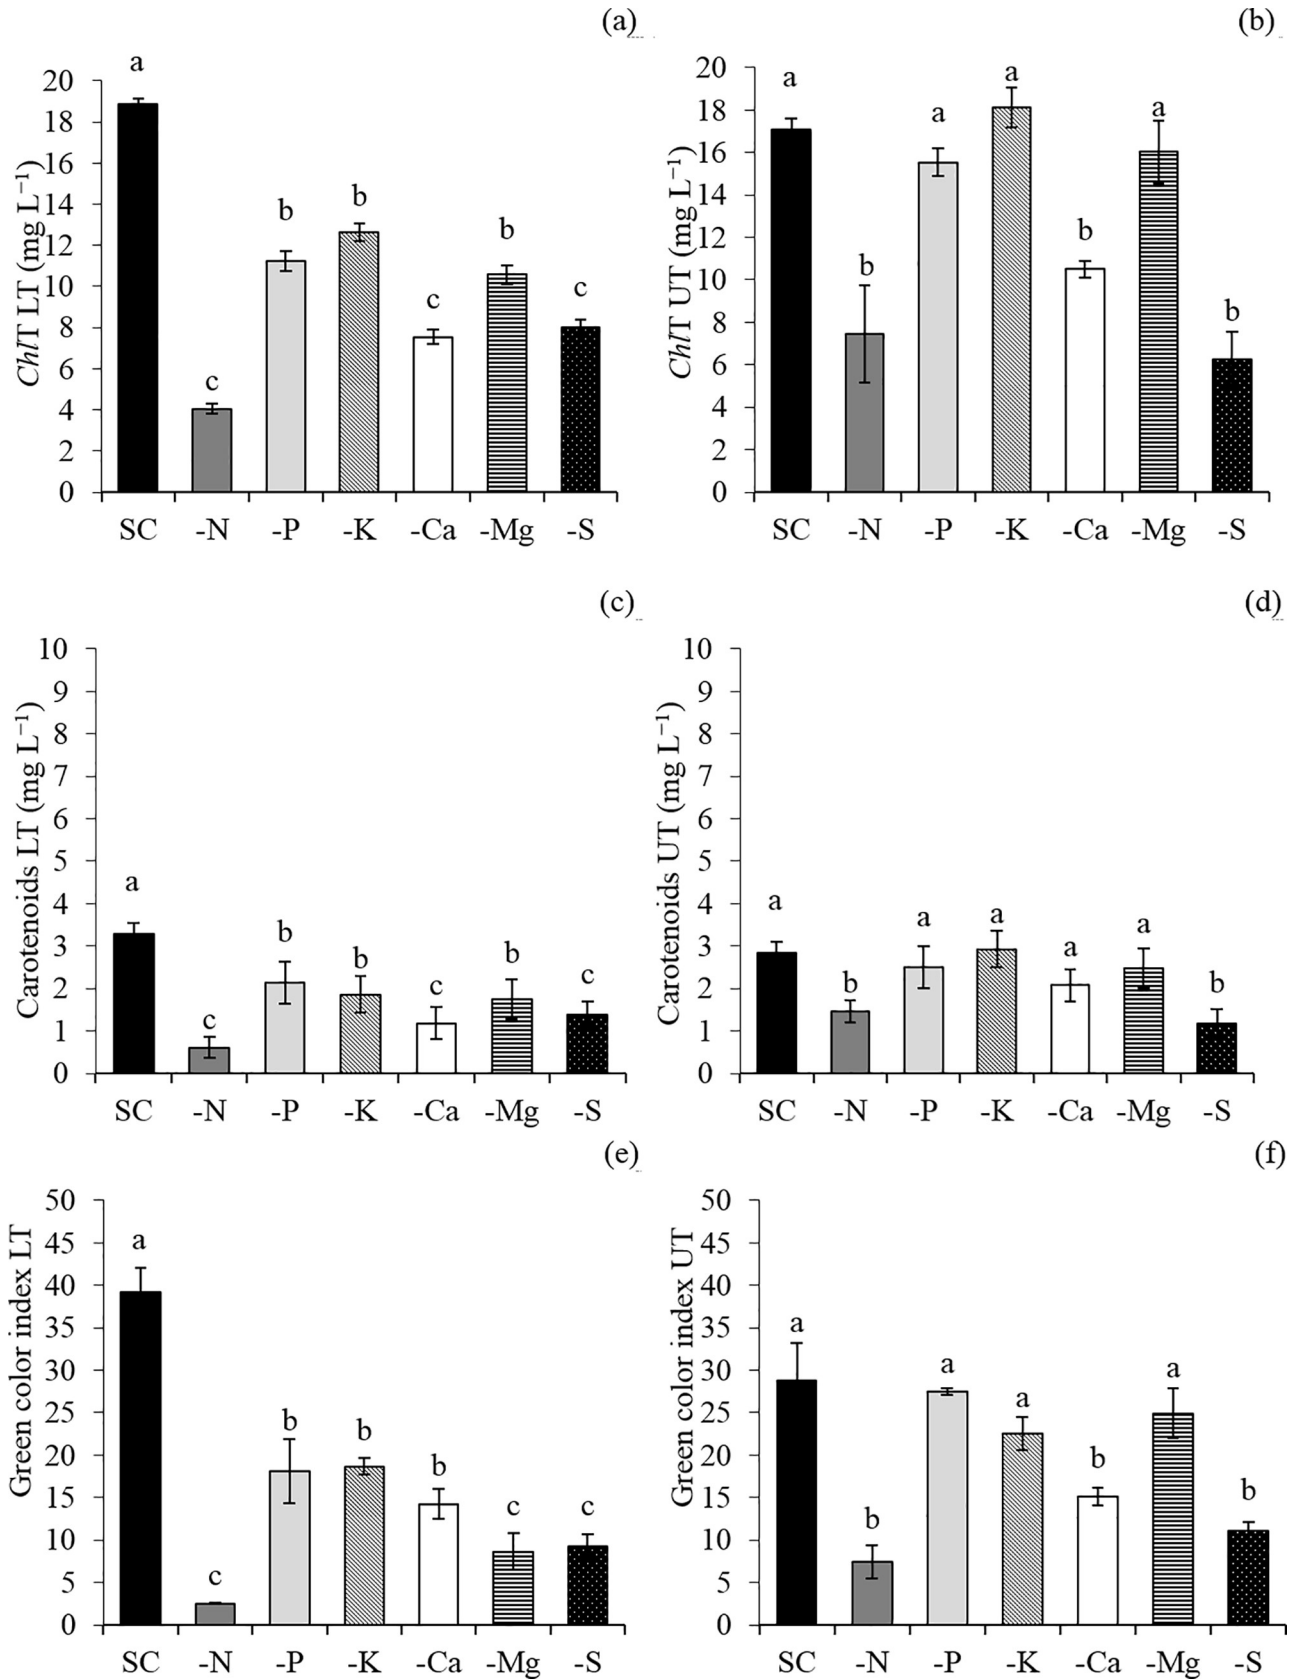 (a)
ChlT LT (mg L⁻¹)
20
18
16
14
12
10
8
6
4
2
0
a
c
b
b
c
b
c
SC -N -P -K -Ca -Mg -S
(b)
ChlT UT (mg L⁻¹)
20
18
16
14
12
10
8
6
4
2
0
a
b
a
a
b
a
b
SC -N -P -K -Ca -Mg -S
(c)
Carotenoids LT (mg L⁻¹)
10
9
8
7
6
5
4
3
2
1
0
a
c
b
b
c
b
c
SC -N -P -K -Ca -Mg -S
(d)
Carotenoids UT (mg L⁻¹)
10
9
8
7
6
5
4
3
2
1
0
a
b
a
a
a
a
b
SC -N -P -K -Ca -Mg -S
(e)
Green color index LT
50
45
40
35
30
25
20
15
10
5
0
a
c
b
b
b
c
c
SC -N -P -K -Ca -Mg -S
(f)
Green color index UT
50
45
40
35
30
25
20
15
10
5
0
a
b
a
a
b
a
b
SC -N -P -K -Ca -Mg -S